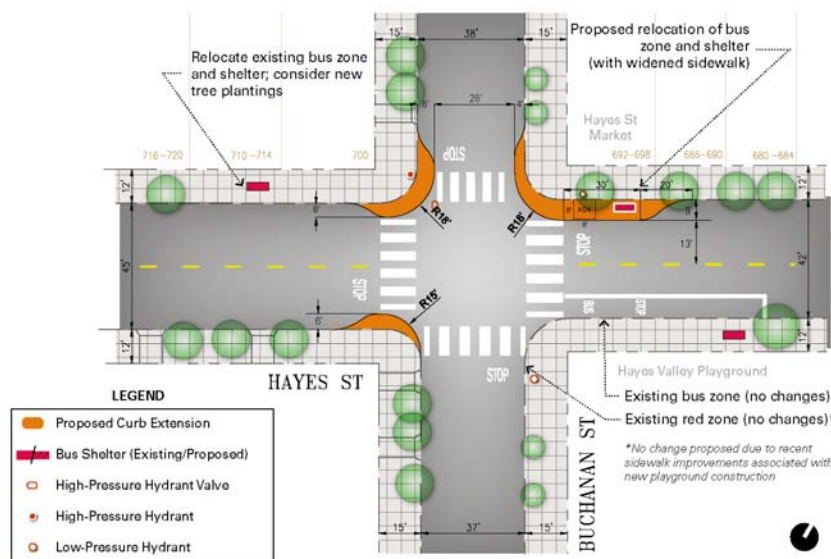 15'
38'
15'
Relocate existing bus zone
and shelter; consider new
tree plantings
Proposed relocation of bus
zone and shelter
(with widened sidewalk)
6'
28'
4'
Hayes St
Market
716–720
710–714
700
692–698
680–684
STOP
30'
20'
12'
12'
6'
R18'
R18'
8'
STOP
13'
45'
42'
STOP
R15'
BUS
STOP
6'
12'
12'
HAYES ST
STOP
Hayes Valley Playground
Existing bus zone (no changes)
Existing red zone (no changes)*
*No change proposed due to recent
sidewalk improvements associated with
new playground construction
BUCHANAN ST
LEGEND
Proposed Curb Extension
Bus Shelter (Existing/Proposed)
High-Pressure Hydrant Valve
High-Pressure Hydrant
Low-Pressure Hydrant
15'
37'
15'